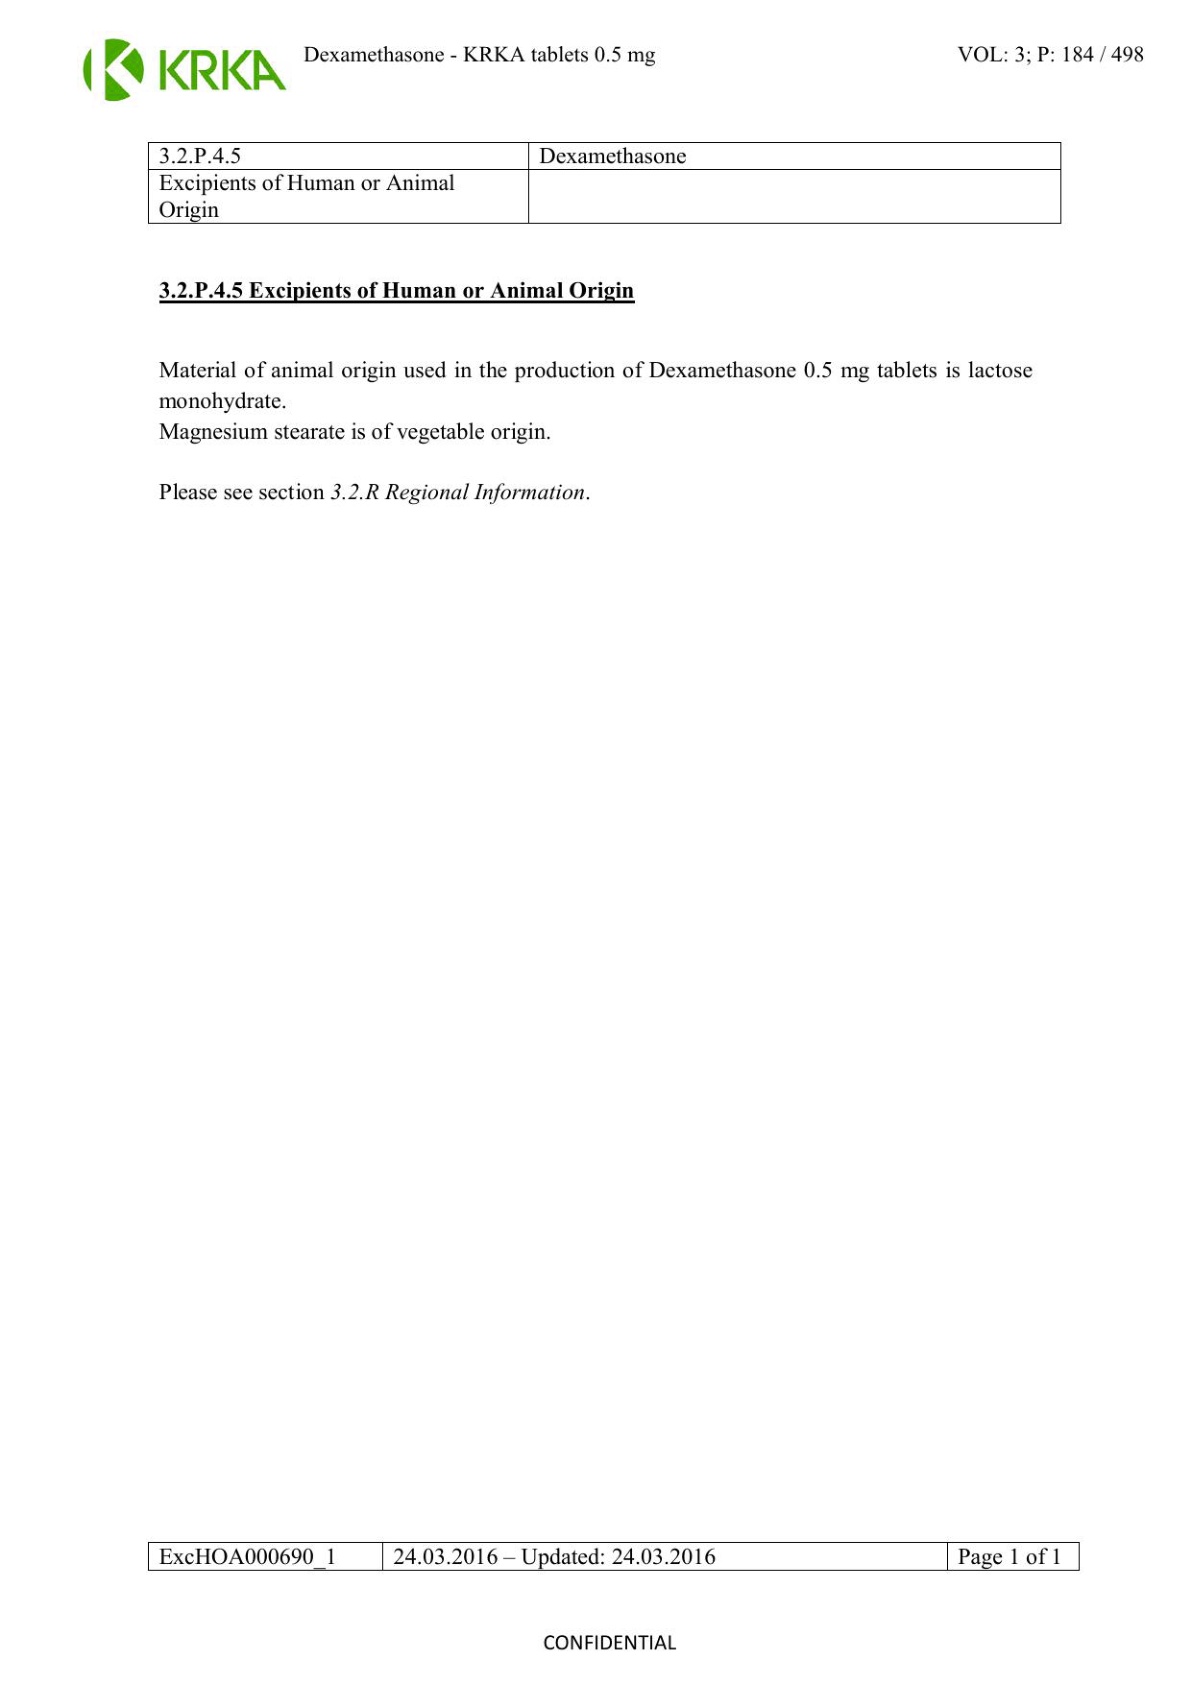 KRKA
Dexamethasone - KRKA tablets 0.5 mg
VOL: 3; P: 184 / 498
3.2.P.4.5
Dexamethasone
Excipients of Human or Animal
Origin
3.2.P.4.5 Excipients of Human or Animal Origin
Material of animal origin used in the production of Dexamethasone 0.5 mg tablets is lactose
monohydrate.
Magnesium stearate is of vegetable origin.
Please see section 3.2.R Regional Information.
ExcHOA000690_1
24.03.2016 – Updated: 24.03.2016
Page 1 of 1
CONFIDENTIAL